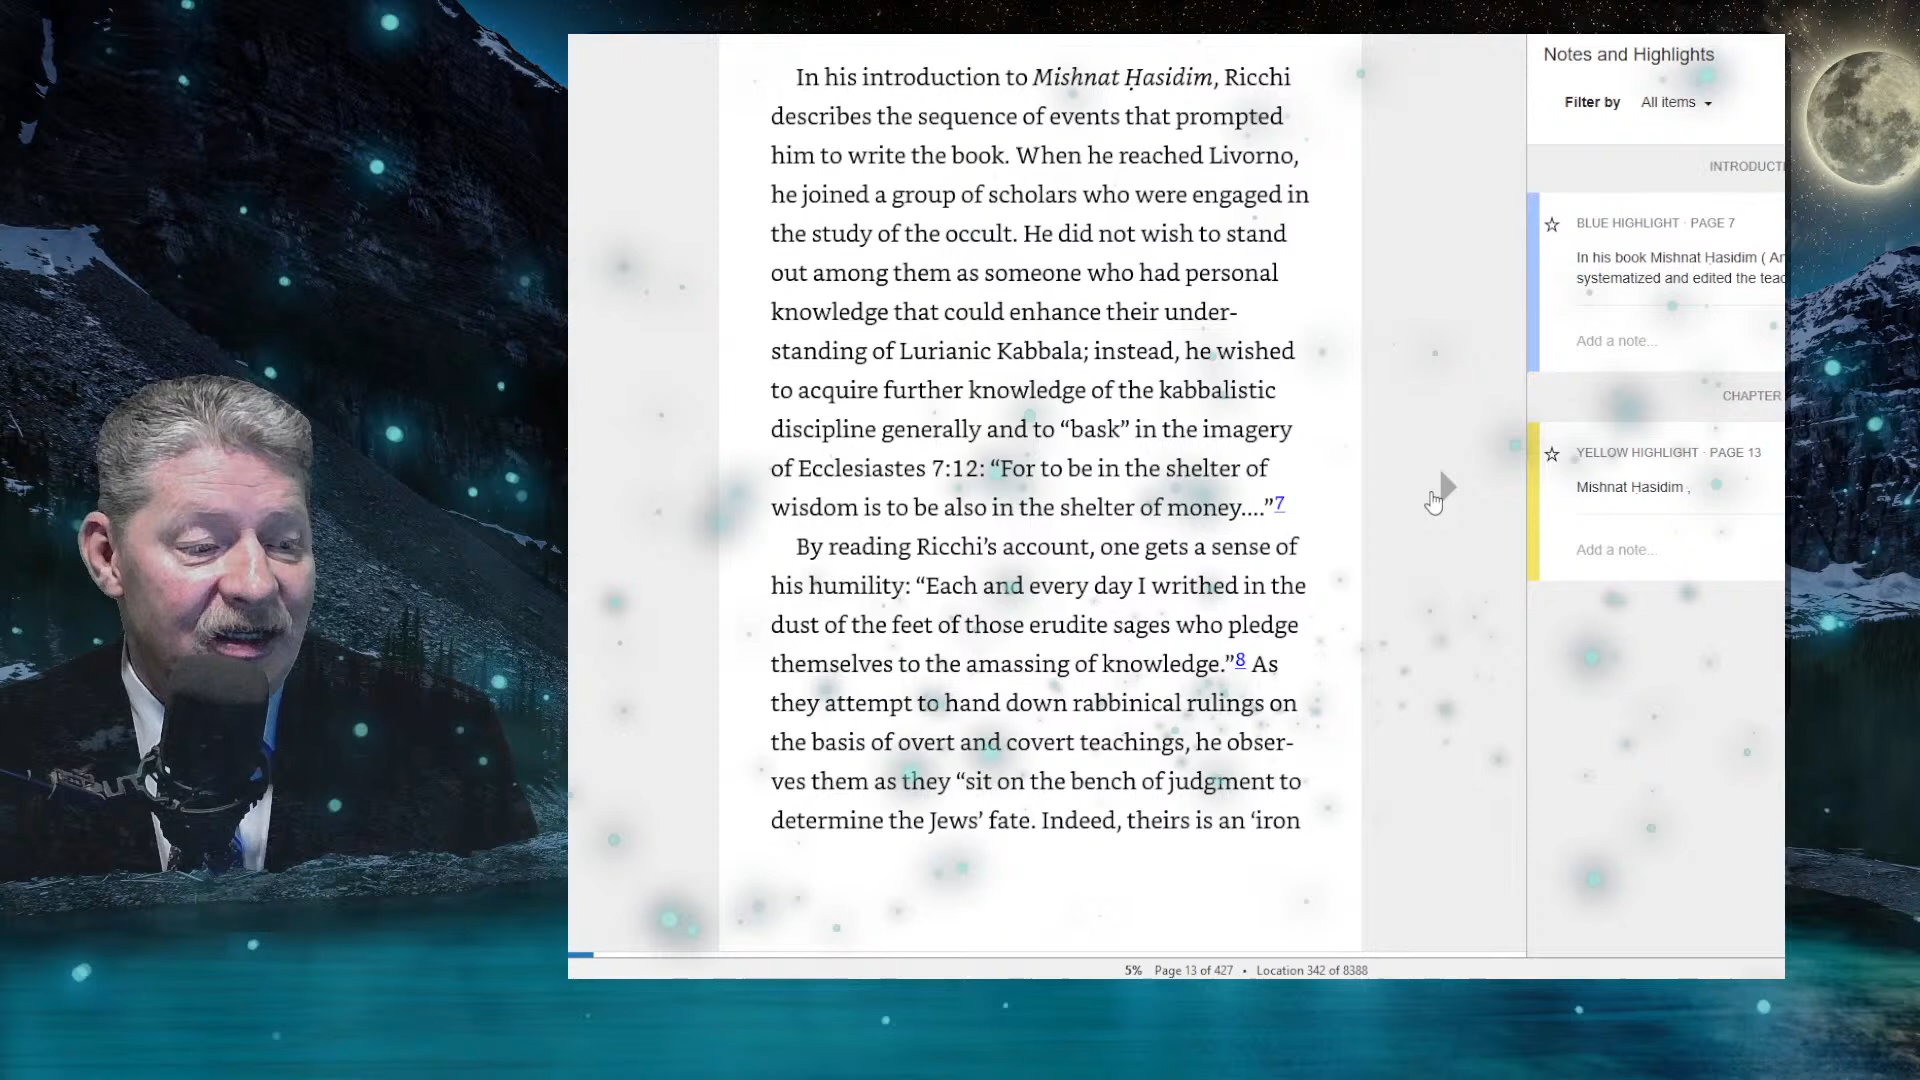 In his introduction to Mishnat Ḥasidim, Ricchi
describes the sequence of events that prompted
him to write the book. When he reached Livorno,
he joined a group of scholars who were engaged in
the study of the occult. He did not wish to stand
out among them as someone who had personal
knowledge that could enhance their under-
standing of Lurianic Kabbala; instead, he wished
to acquire further knowledge of the kabbalistic
discipline generally and to “bask” in the imagery
of Ecclesiastes 7:12: “For to be in the shelter of
wisdom is to be also in the shelter of money....”7
By reading Ricchi’s account, one gets a sense of
his humility: “Each and every day I writhed in the
dust of the feet of those erudite sages who pledge
themselves to the amassing of knowledge.”8 As
they attempt to hand down rabbinical rulings on
the basis of overt and covert teachings, he obser-
ves them as they “sit on the bench of judgment to
determine the Jews’ fate. Indeed, theirs is an ‘iron
5% Page 13 of 427 • Location 342 of 8388
Notes and Highlights
Filter by All items
INTRODUCTI
BLUE HIGHLIGHT · PAGE 7
In his book Mishnat Ḥasidim ( Ar
systematized and edited the teac
Add a note...
CHAPTER
YELLOW HIGHLIGHT · PAGE 13
Mishnat Ḥasidim ,
Add a note...